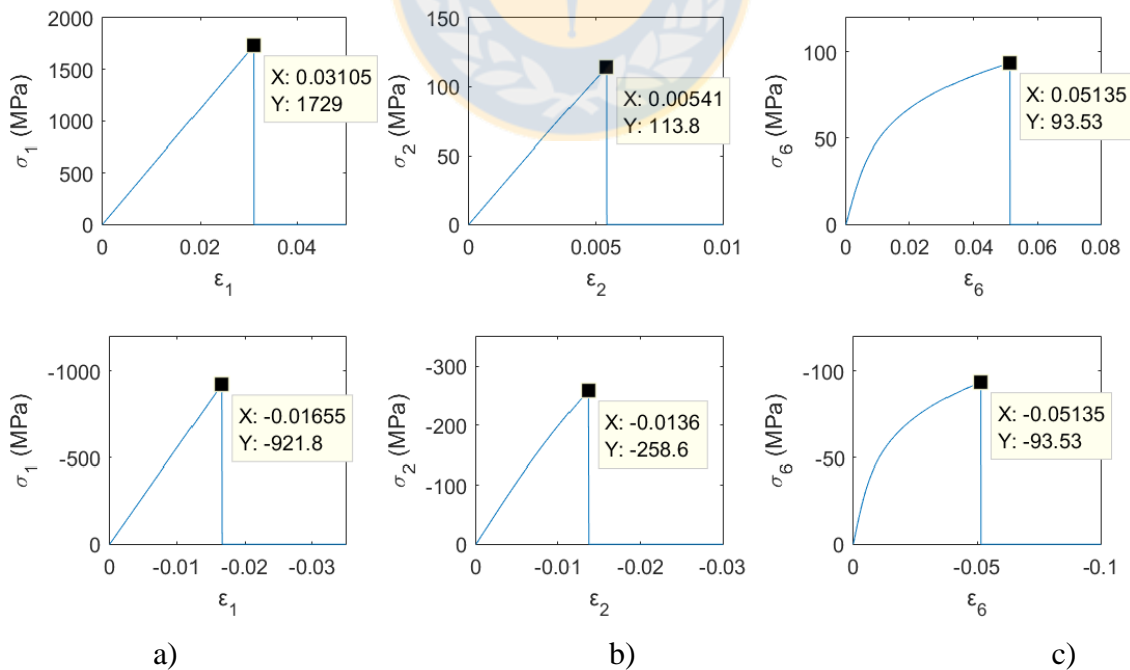 2000
1500
1000
500
0
σ1 (MPa)
X: 0.03105
Y: 1729
0
0.02
0.04
ε1
150
100
50
0
σ2 (MPa)
X: 0.00541
Y: 113.8
0
0.005
0.01
ε2
100
50
0
σ6 (MPa)
X: 0.05135
Y: 93.53
0
0.02
0.04
0.06
0.08
ε6
-1000
-500
0
σ1 (MPa)
X: -0.01655
Y: -921.8
0
-0.01
-0.02
-0.03
ε1
-300
-200
-100
0
σ2 (MPa)
X: -0.0136
Y: -258.6
0
-0.01
-0.02
-0.03
ε2
-100
-50
0
σ6 (MPa)
X: -0.05135
Y: -93.53
0
-0.05
-0.1
ε6
a)
b)
c)